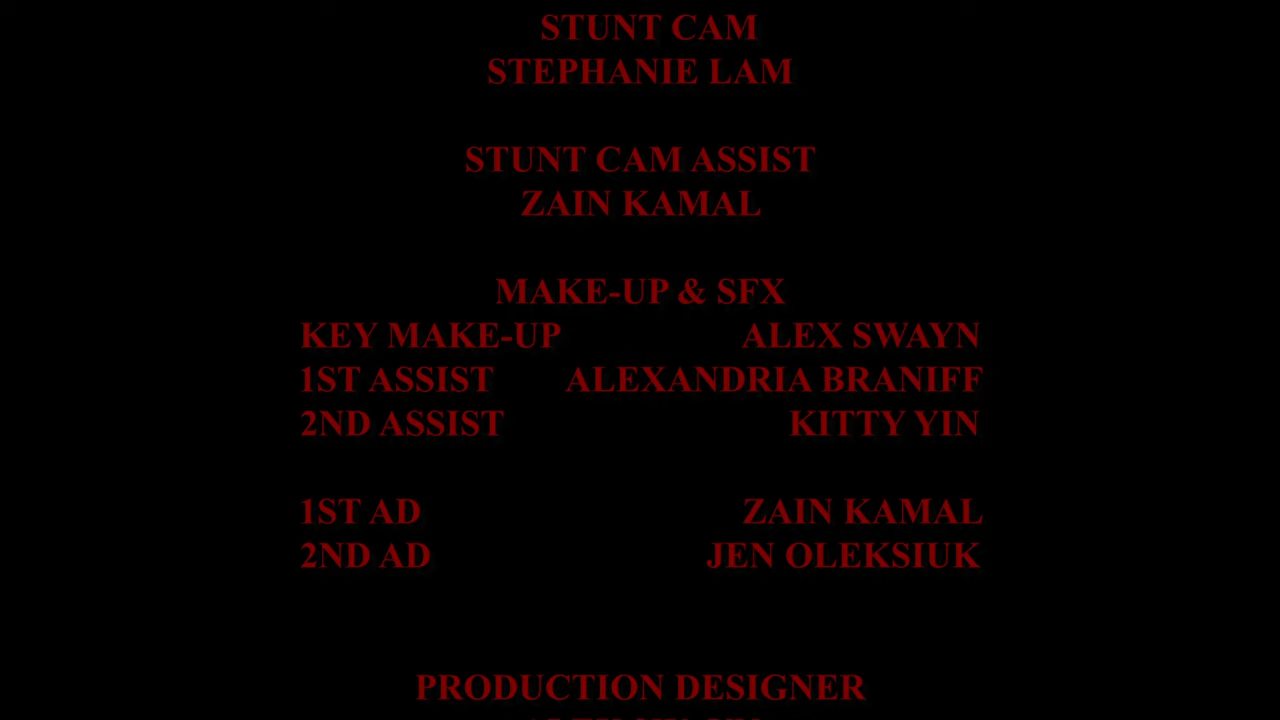 STUNT CAM
STEPHANIE LAM
STUNT CAM ASSIST
ZAIN KAMAL
MAKE-UP & SFX
KEY MAKE-UP ALEX SWAYN
1ST ASSIST ALEXANDRIA BRANIFF
2ND ASSIST KITTY YIN
1ST AD ZAIN KAMAL
2ND AD JEN OLEKSIUK
PRODUCTION DESIGNER